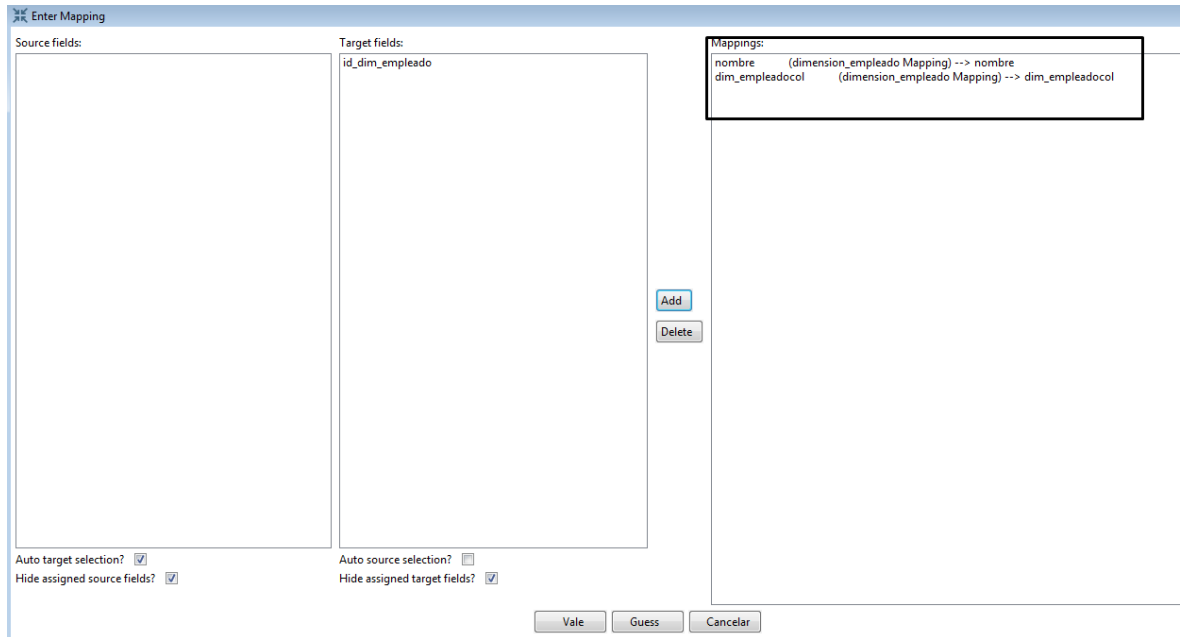 Enter Mapping
Source fields:
Target fields:
id_dim_empleado
Mappings:
nombre (dimension_empleado Mapping) --> nombre
dim_empleadocol (dimension_empleado Mapping) --> dim_empleadocol
Add
Delete
Auto target selection?
Auto source selection?
Hide assigned source fields?
Hide assigned target fields?
Vale
Guess
Cancelar